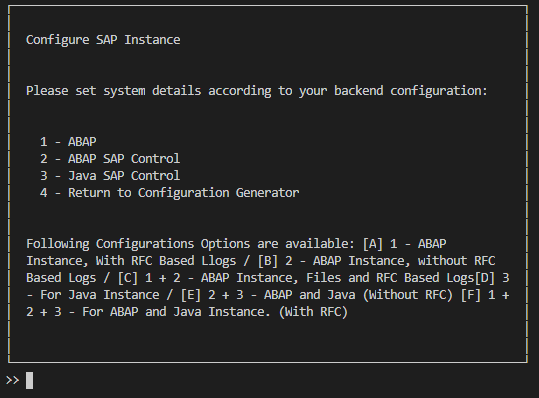 Configure SAP Instance
Please set system details according to your backend configuration:
1 - ABAP
2 - ABAP SAP Control
3 - Java SAP Control
4 - Return to Configuration Generator
Following Configurations Options are available: [A] 1 - ABAP
Instance, With RFC Based Llogs / [B] 2 - ABAP Instance, without RFC
Based Logs / [C] 1 + 2 - ABAP Instance, Files and RFC Based Logs[D] 3
- For Java Instance / [E] 2 + 3 - ABAP and Java (Without RFC) [F] 1 +
2 + 3 - For ABAP and Java Instance. (With RFC)
>>